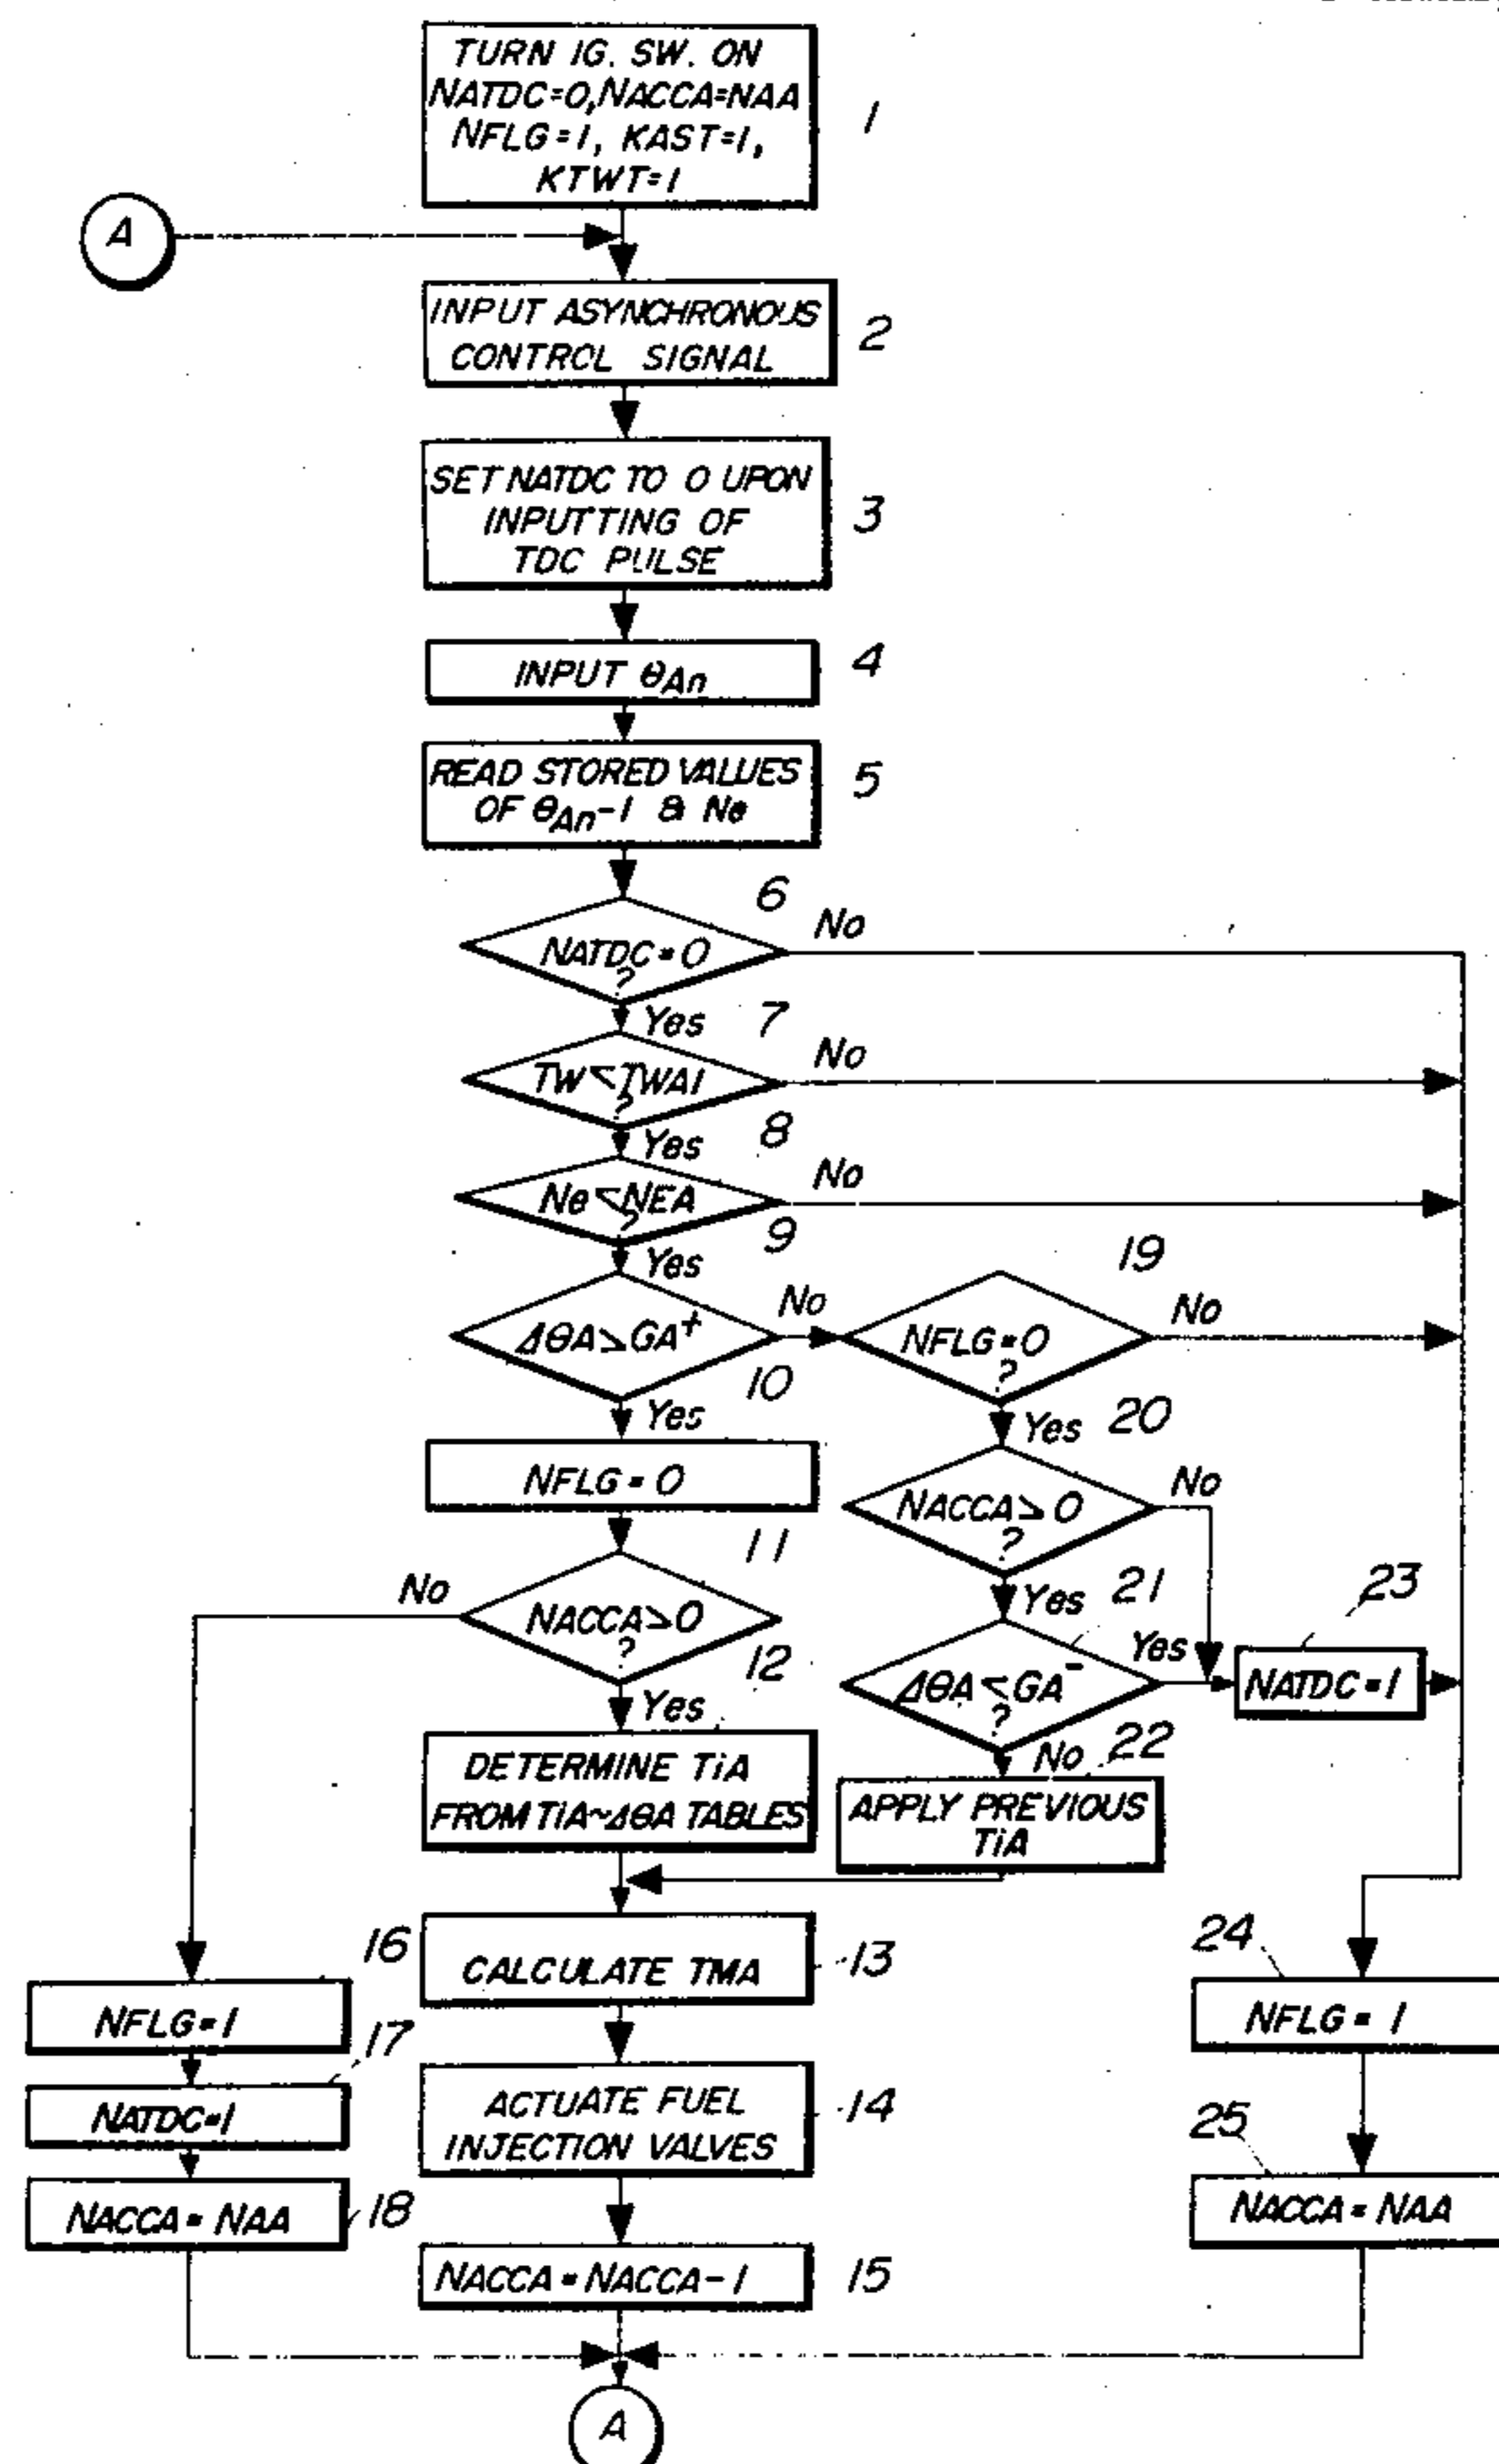 TURN IG. SW. ON
NATDC=0, NACCA=NAA
NFLG=1, KAST=1,
KTWT=1
1
A
INPUT ASYNCHRONOUS
CONTROL SIGNAL
2
SET NATDC TO 0 UPON
INPUTTING OF
TDC PULSE
3
INPUT θAn
4
READ STORED VALUES
OF θAn-1 & Ne
5
6
NATDC=0
?
No
Yes
7
TW<TWAI
?
No
Yes
8
Ne<NEA
?
No
Yes
9
ΔθA>GA+
No
Yes
19
NFLG=0
?
No
Yes
10
NFLG=0
20
NACCA>0
?
No
Yes
11
NACCA>0
?
No
Yes
21
ΔθA<GA-
?
Yes
No
23
NATDC=1
12
DETERMINE TiA
FROM TiA~ΔθA TABLES
22
APPLY PREVIOUS
TiA
CALCULATE TMA
13
16
NFLG=1
24
NFLG=1
17
NATDC=1
ACTUATE FUEL
INJECTION VALVES
14
25
NACCA=NAA
NACCA=NAA
18
NACCA=NACCA-1
15
A